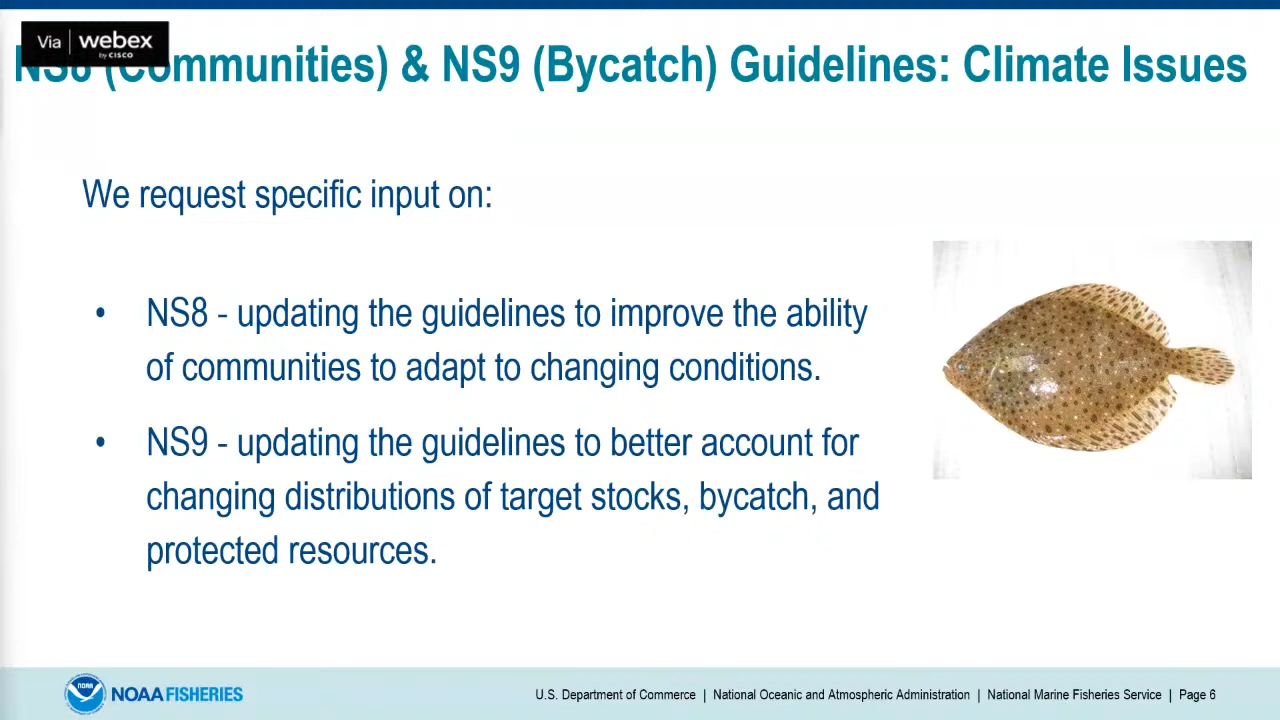 Via webex
by CISCO
NS8 (Communities) & NS9 (Bycatch) Guidelines: Climate Issues
We request specific input on:
• NS8 - updating the guidelines to improve the ability
of communities to adapt to changing conditions.
• NS9 - updating the guidelines to better account for
changing distributions of target stocks, bycatch, and
protected resources.
NOAA
NOAA FISHERIES
U.S. Department of Commerce | National Oceanic and Atmospheric Administration | National Marine Fisheries Service | Page 6